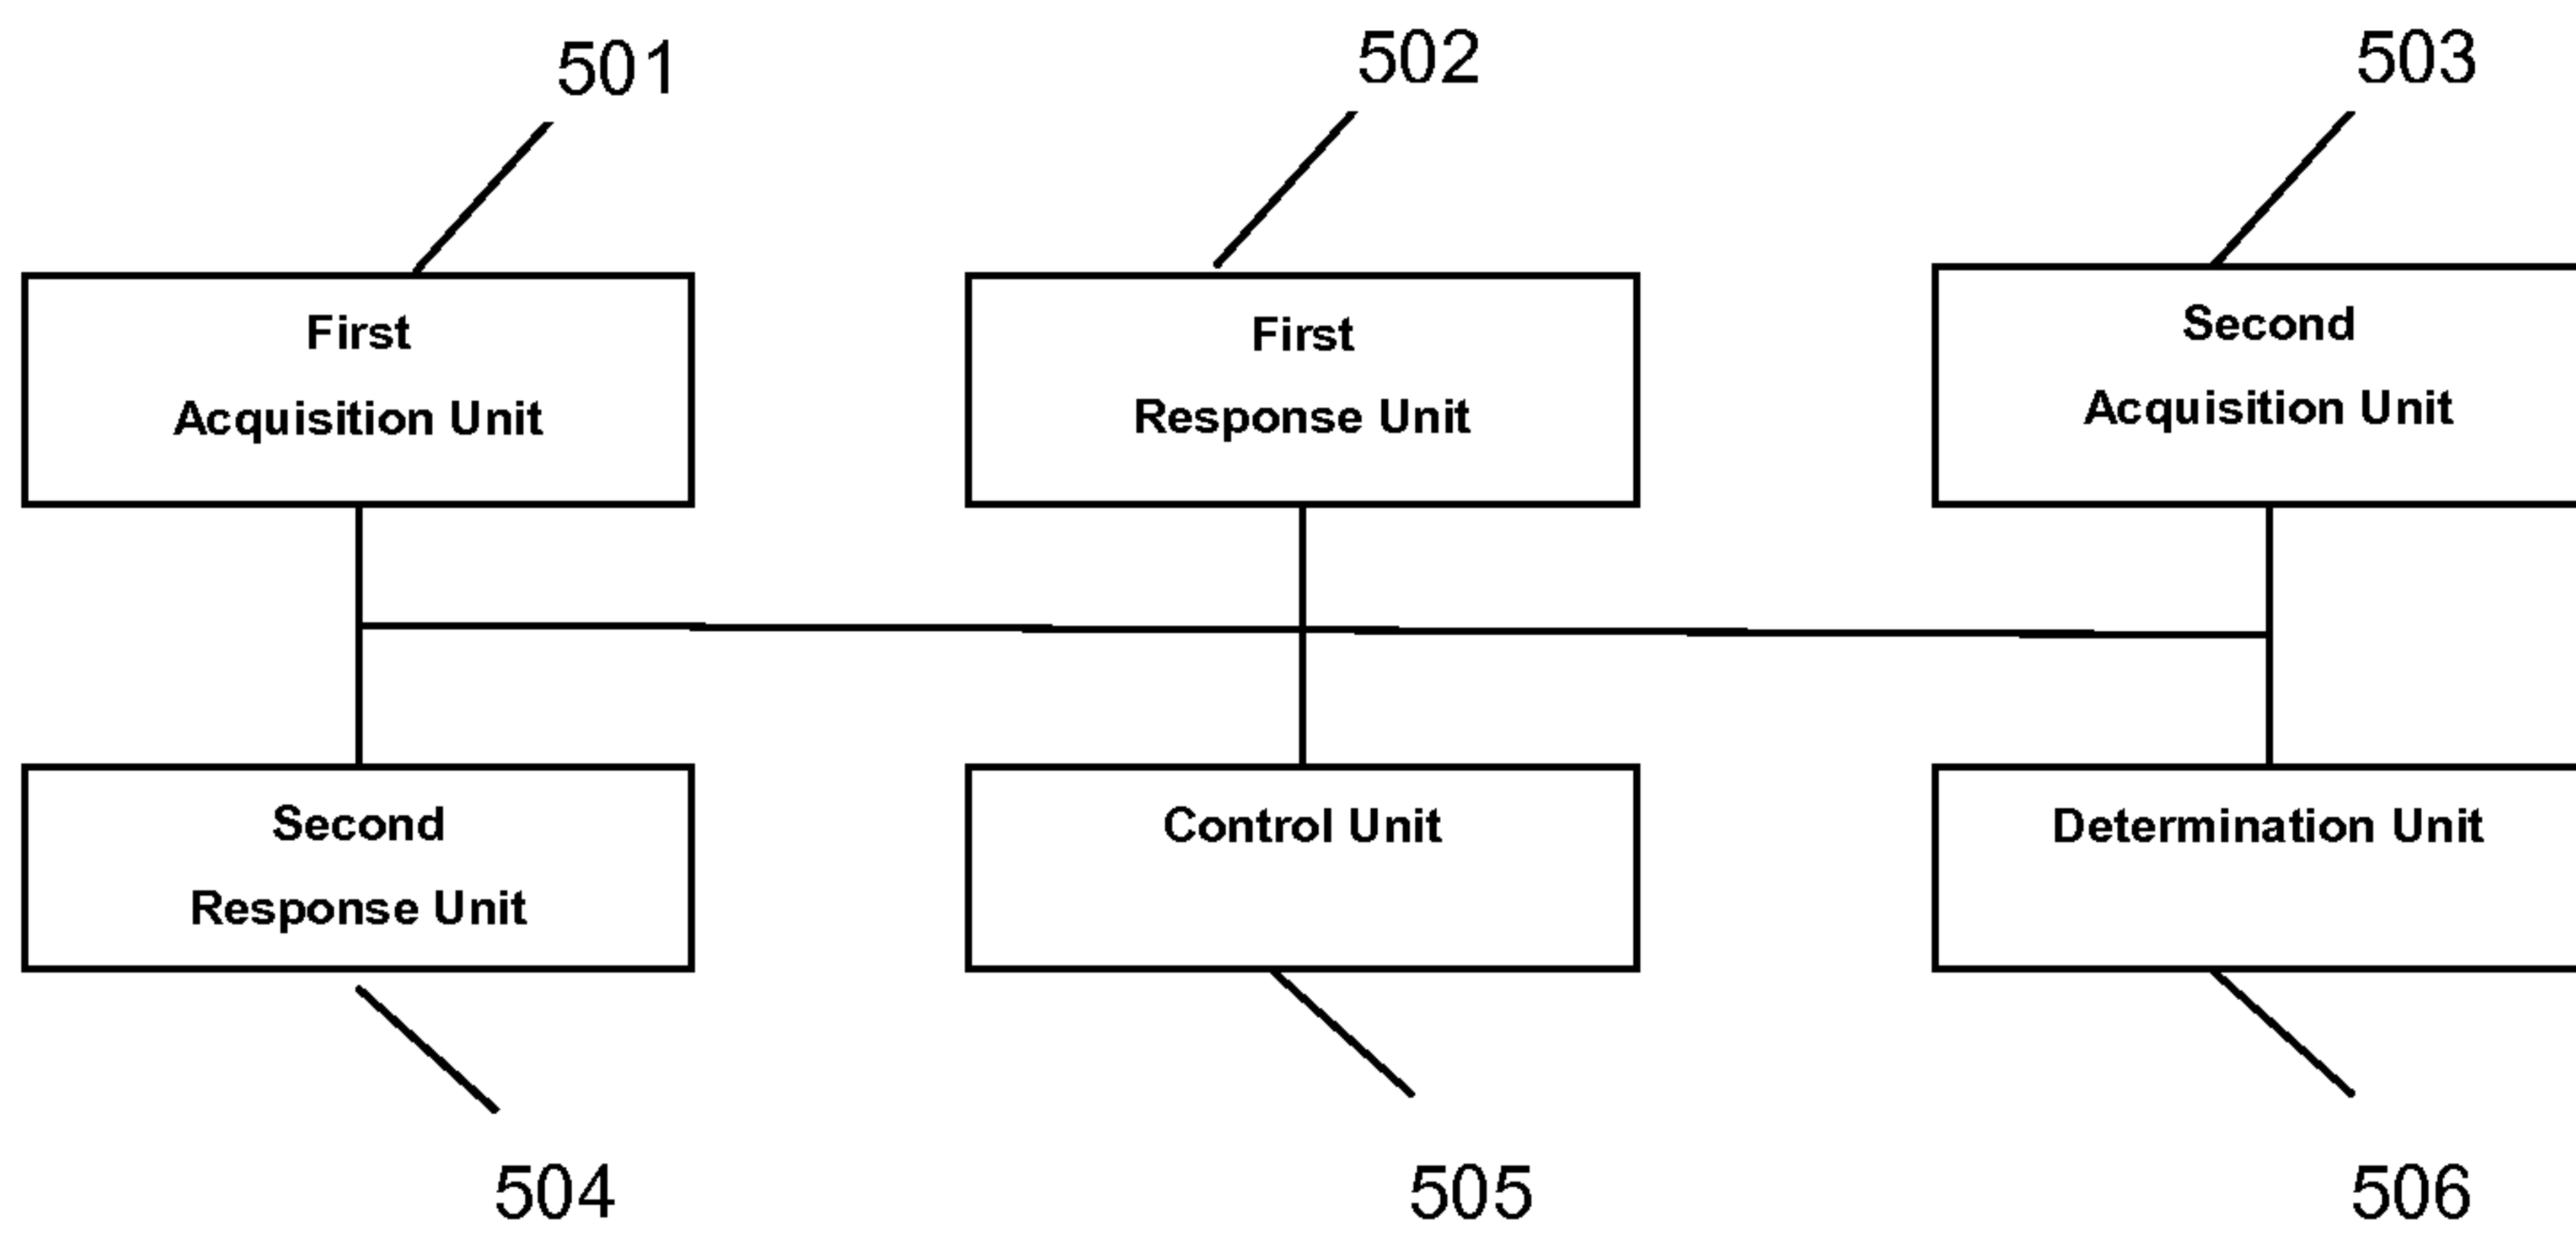 501
502
503
First
Acquisition Unit
First
Response Unit
Second
Acquisition Unit
Second
Response Unit
Control Unit
Determination Unit
504
505
506